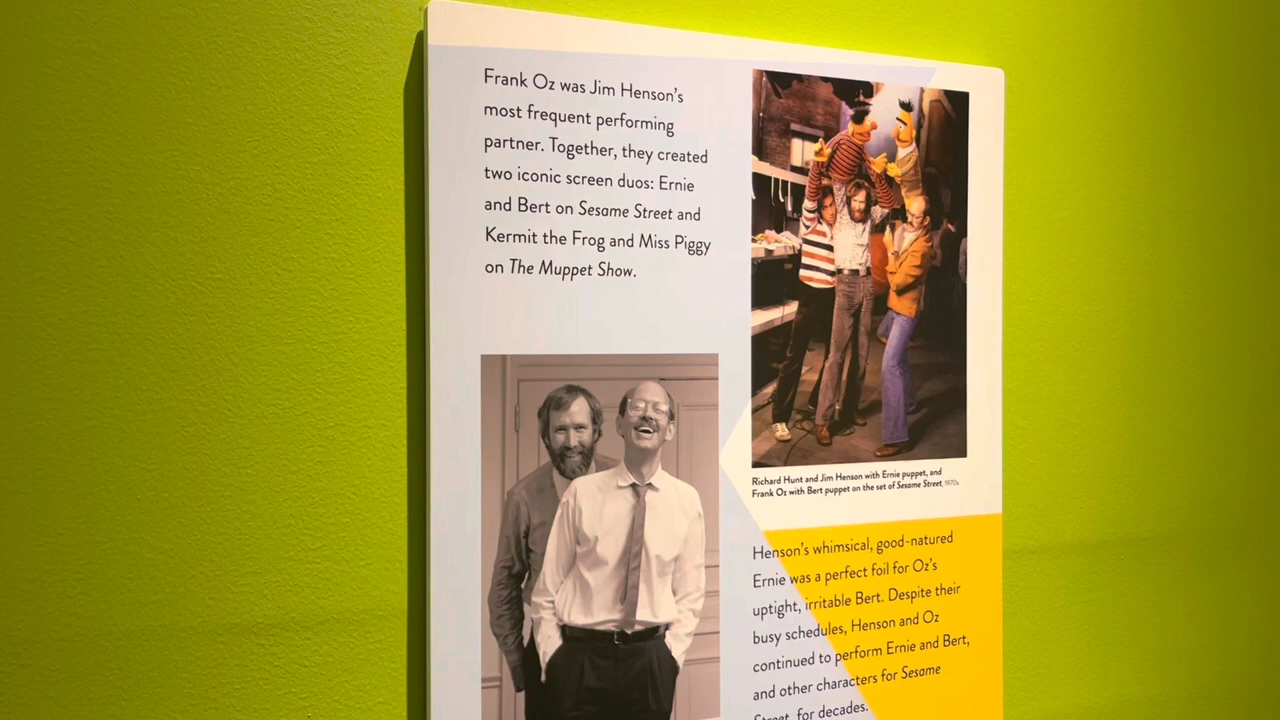 Frank Oz was Jim Henson's
most frequent performing
partner. Together, they created
two iconic screen duos: Ernie
and Bert on Sesame Street and
Kermit the Frog and Miss Piggy
on The Muppet Show.
Richard Hunt and Jim Henson with Ernie puppet, and
Frank Oz with Bert puppet on the set of Sesame Street, 1970s
Henson's whimsical, good-natured
Ernie was a perfect foil for Oz's
uptight, irritable Bert. Despite their
busy schedules, Henson and Oz
continued to perform Ernie and Bert,
and other characters for Sesame
Street, for decades.